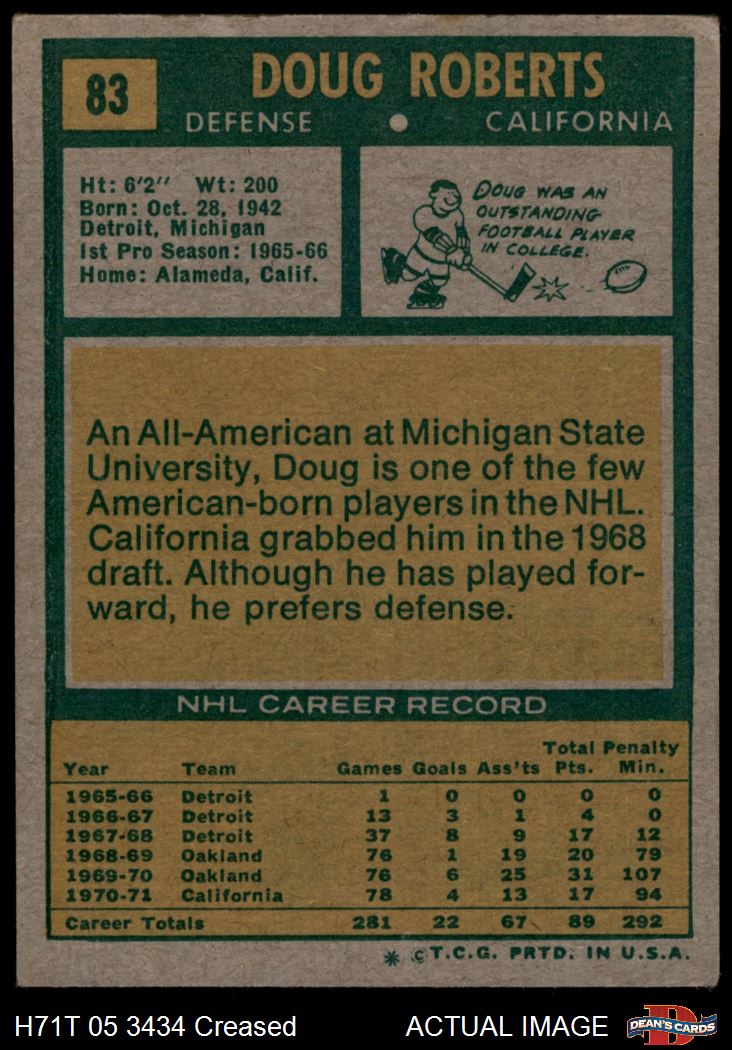 83
DOUG ROBERTS
DEFENSE • CALIFORNIA
Ht: 6'2'' Wt: 200
Born: Oct. 28, 1942
Detroit, Michigan
1st Pro Season: 1965-66
Home: Alameda, Calif.
DOUG WAS AN
OUTSTANDING
FOOTBALL PLAYER
IN COLLEGE.
An All-American at Michigan State
University, Doug is one of the few
American-born players in the NHL.
California grabbed him in the 1968
draft. Although he has played for-
ward, he prefers defense.
NHL CAREER RECORD
Total Penalty
Year Team Games Goals Ass'ts Pts. Min.
1965-66 Detroit 1 0 0 0 0
1966-67 Detroit 13 3 1 4 0
1967-68 Detroit 37 8 9 17 12
1968-69 Oakland 76 1 19 20 79
1969-70 Oakland 76 6 25 31 107
1970-71 California 78 4 13 17 94
Career Totals 281 22 67 89 292
* ©T.C.G. PRTD. IN U.S.A.
H71T 05 3434 Creased ACTUAL IMAGE
D
DEAN'S CARDS